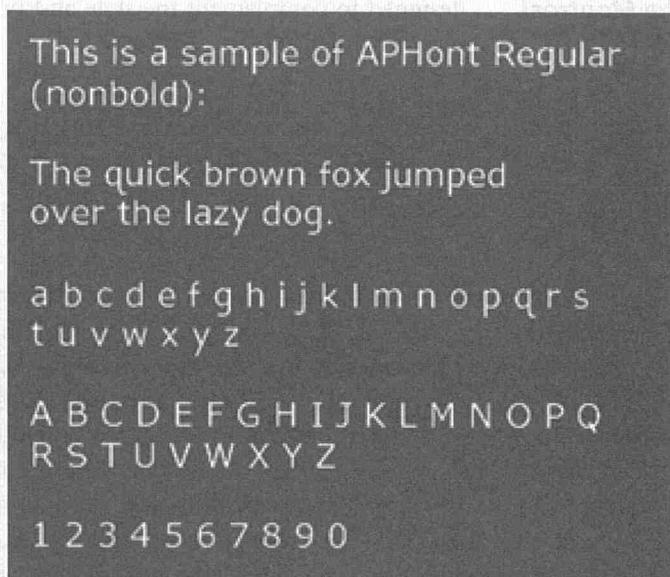 This is a sample of APHont Regular
(nonbold):
The quick brown fox jumped
over the lazy dog.
a b c d e f g h i j k l m n o p q r s
t u v w x y z
A B C D E F G H I J K L M N O P Q
R S T U V W X Y Z
1 2 3 4 5 6 7 8 9 0